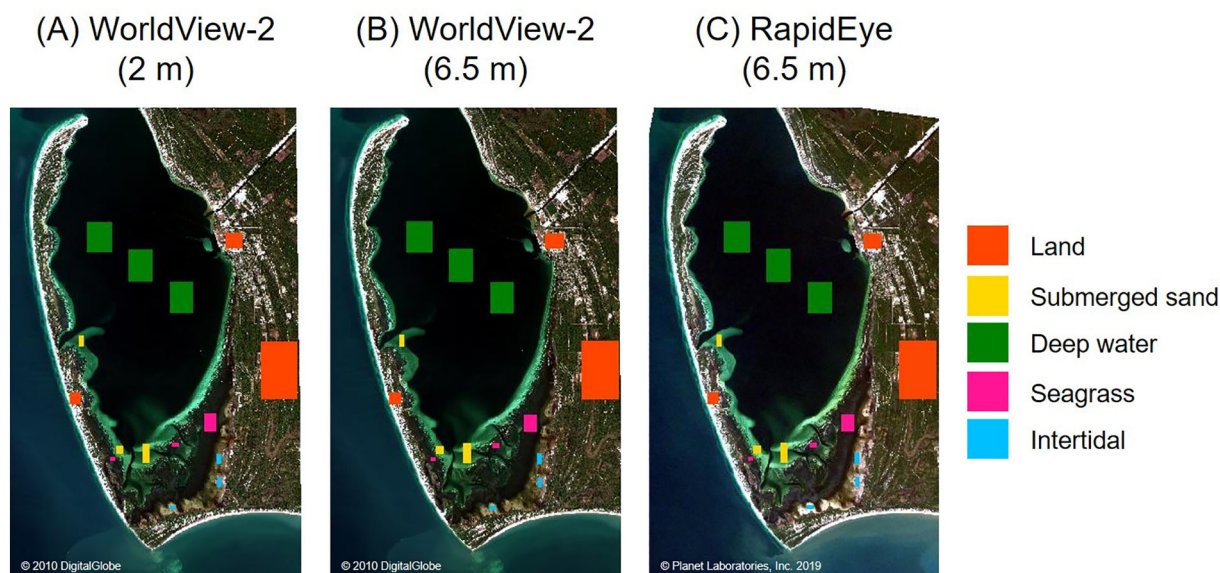 (A) WorldView-2
(2 m)
(B) WorldView-2
(6.5 m)
(C) RapidEye
(6.5 m)
Land
Submerged sand
Deep water
Seagrass
Intertidal
© 2010 DigitalGlobe
© 2010 DigitalGlobe
© Planet Laboratories, Inc. 2019